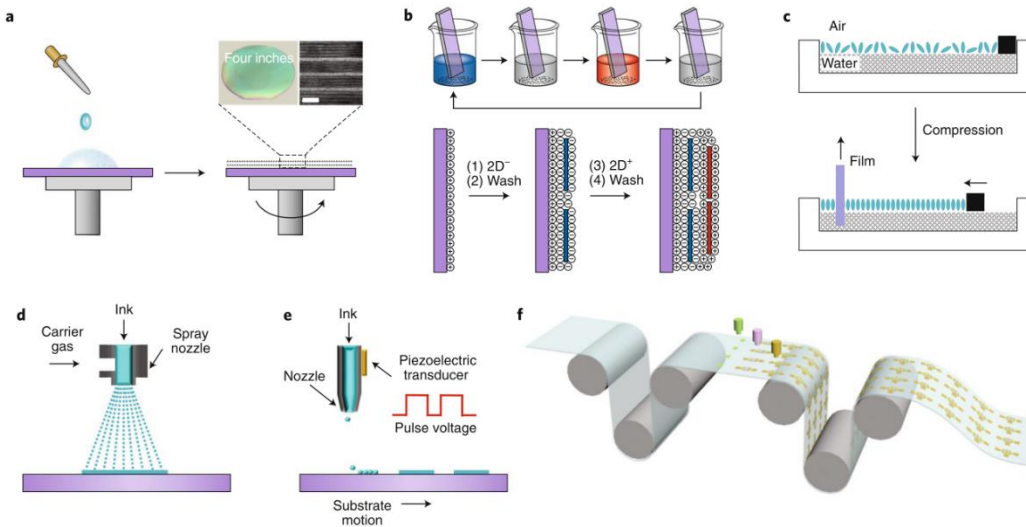 a
Four inches
b
(1) 2D⁻
(2) Wash
(3) 2D⁺
(4) Wash
c
Air
Water
Compression
Film
d
Ink
Carrier
gas
Spray
nozzle
e
Ink
Nozzle
Piezoelectric
transducer
Pulse voltage
Substrate
motion
f